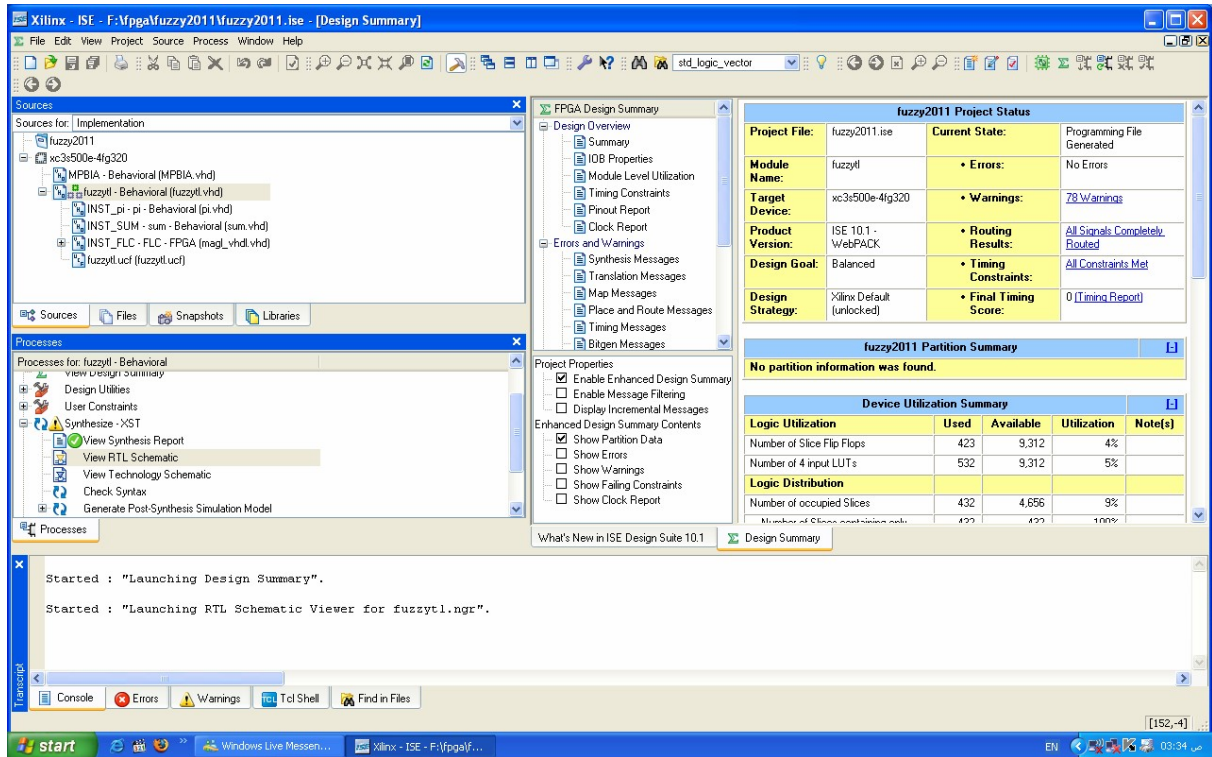 Xilinx - ISE - F:\fpga\fuzzy2011\fuzzy2011.ise - [Design Summary]
File Edit View Project Source Process Window Help
std_logic_vector
Sources
Sources for: Implementation
fuzzy2011
xc3s500e-4fg320
MPBIA - Behavioral (MPBIA.vhd)
fuzzytl - Behavioral (fuzzytl.vhd)
INST_pi - pi - Behavioral (pi.vhd)
INST_SUM - sum - Behavioral (sum.vhd)
INST_FLC - FLC - FPGA (magl_vhdl.vhd)
fuzzytl.ucf (fuzzytl.ucf)
Sources Files Snapshots Libraries
Processes
Processes for: fuzzytl - Behavioral
View Design Summary
Design Utilities
User Constraints
Synthesize - XST
View Synthesis Report
View RTL Schematic
View Technology Schematic
Check Syntax
Generate Post-Synthesis Simulation Model
Processes
FPGA Design Summary
Design Overview
Summary
IOB Properties
Module Level Utilization
Timing Constraints
Pinout Report
Clock Report
Errors and Warnings
Synthesis Messages
Translation Messages
Map Messages
Place and Route Messages
Timing Messages
Bitgen Messages
Project Properties
Enable Enhanced Design Summary
Enable Message Filtering
Display Incremental Messages
Enhanced Design Summary Contents
Show Partition Data
Show Errors
Show Warnings
Show Failing Constraints
Show Clock Report
What's New in ISE Design Suite 10.1 Design Summary
fuzzy2011 Project Status
Project File: fuzzy2011.ise Current State: Programming File Generated
Module Name: fuzzytl • Errors: No Errors
Target Device: xc3s500e-4fg320 • Warnings: 78 Warnings
Product Version: ISE 10.1 - WebPACK • Routing Results: All Signals Completely Routed
Design Goal: Balanced • Timing Constraints: All Constraints Met
Design Strategy: Xilinx Default (unlocked) • Final Timing Score: 0 (Timing Report)
fuzzy2011 Partition Summary [-]
No partition information was found.
Device Utilization Summary [-]
Logic Utilization Used Available Utilization Note(s)
Number of Slice Flip Flops 423 9,312 4%
Number of 4 input LUTs 532 9,312 5%
Logic Distribution
Number of occupied Slices 432 4,656 9%
Number of Slices containing only 432 432 100%
Started : "Launching Design Summary".
Started : "Launching RTL Schematic Viewer for fuzzytl.ngr".
Transcript
Console Errors Warnings Tcl Shell Find in Files
[152,-4]
start Windows Live Messen... Xilinx - ISE - F:\fpga\f... EN 03:34 ص